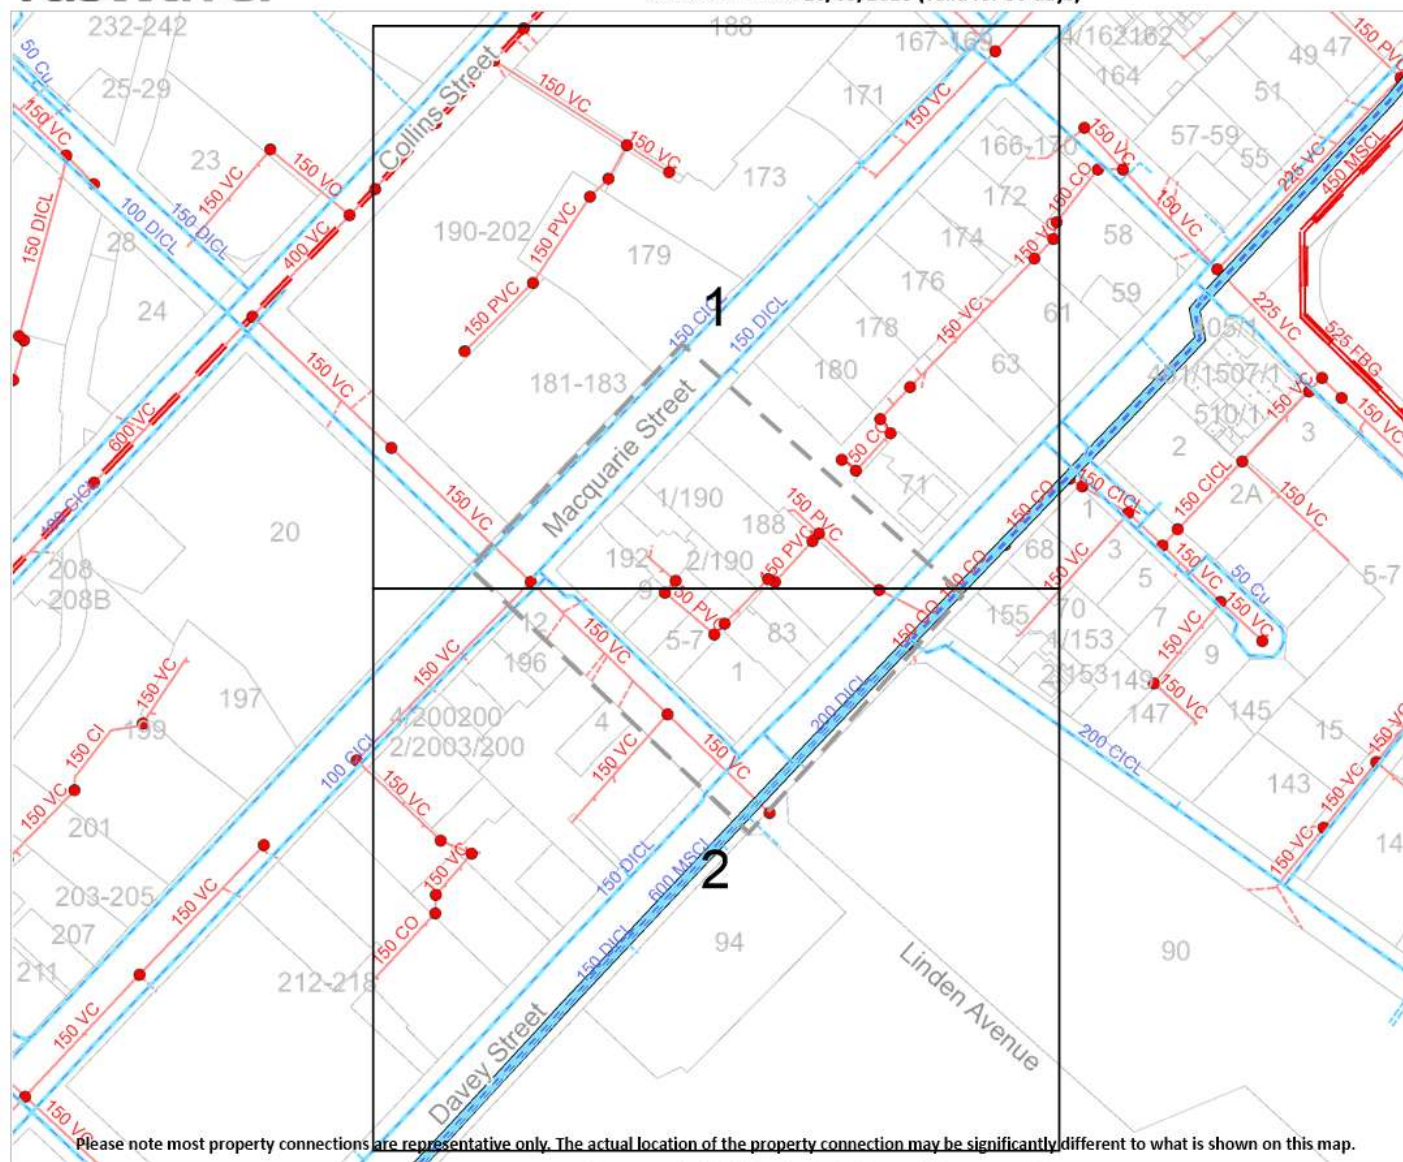 232-242
188
167-169
4/162162
150 PVC
49 47
50 Cu
25-29
Collins Street
150 VC
171
150 VC
164
51
150 VC
23
150 VC
150 VC
173
166-170
150 VC
57-59
55
225 VC
450 MSCL
150 DICL
100 DICL
150 DICL
150 VC
28
190-202
150 PVC
179
172
174
150 CO
150 VC
58
150 VC
24
400 VC
150 PVC
1
150 CICL
150 DICL
176
178
150 VC
61
59
225 VC
525 FBG
600 VC
150 VC
181-183
180
63
510/1
150 VC
3
150 VC
Macquarie Street
2
150 VC
1/190
71
150 CICL
1
150 CO
150 CICL
2A
150 VC
20
188
150 PVC
192
2/190
150 PVC
68
3
150 VC
5
150 VC
50 Cu
5-7
208
208B
9
5-7
83
150 CO
150 CO
155
70
7
150 VC
150 VC
12
150 VC
196
1
1/153
2/153
149
9
150 VC
150 VC
197
199
4/200200
2/2003/200
4
200 DICL
147
150 VC
145
15
150 CI
100 CICL
150 VC
150 VC
200 CICL
143
150 VC
150 VC
201
150 VC
150 VC
150 VC
14
203-205
150 VC
150 DICL
600 MSCL
2
207
150 CO
94
90
211
212-218
150 DICL
Linden Avenue
150 VC
Davey Street
150 VC
Please note most property connections are representative only. The actual location of the property connection may be significantly different to what is shown on this map.